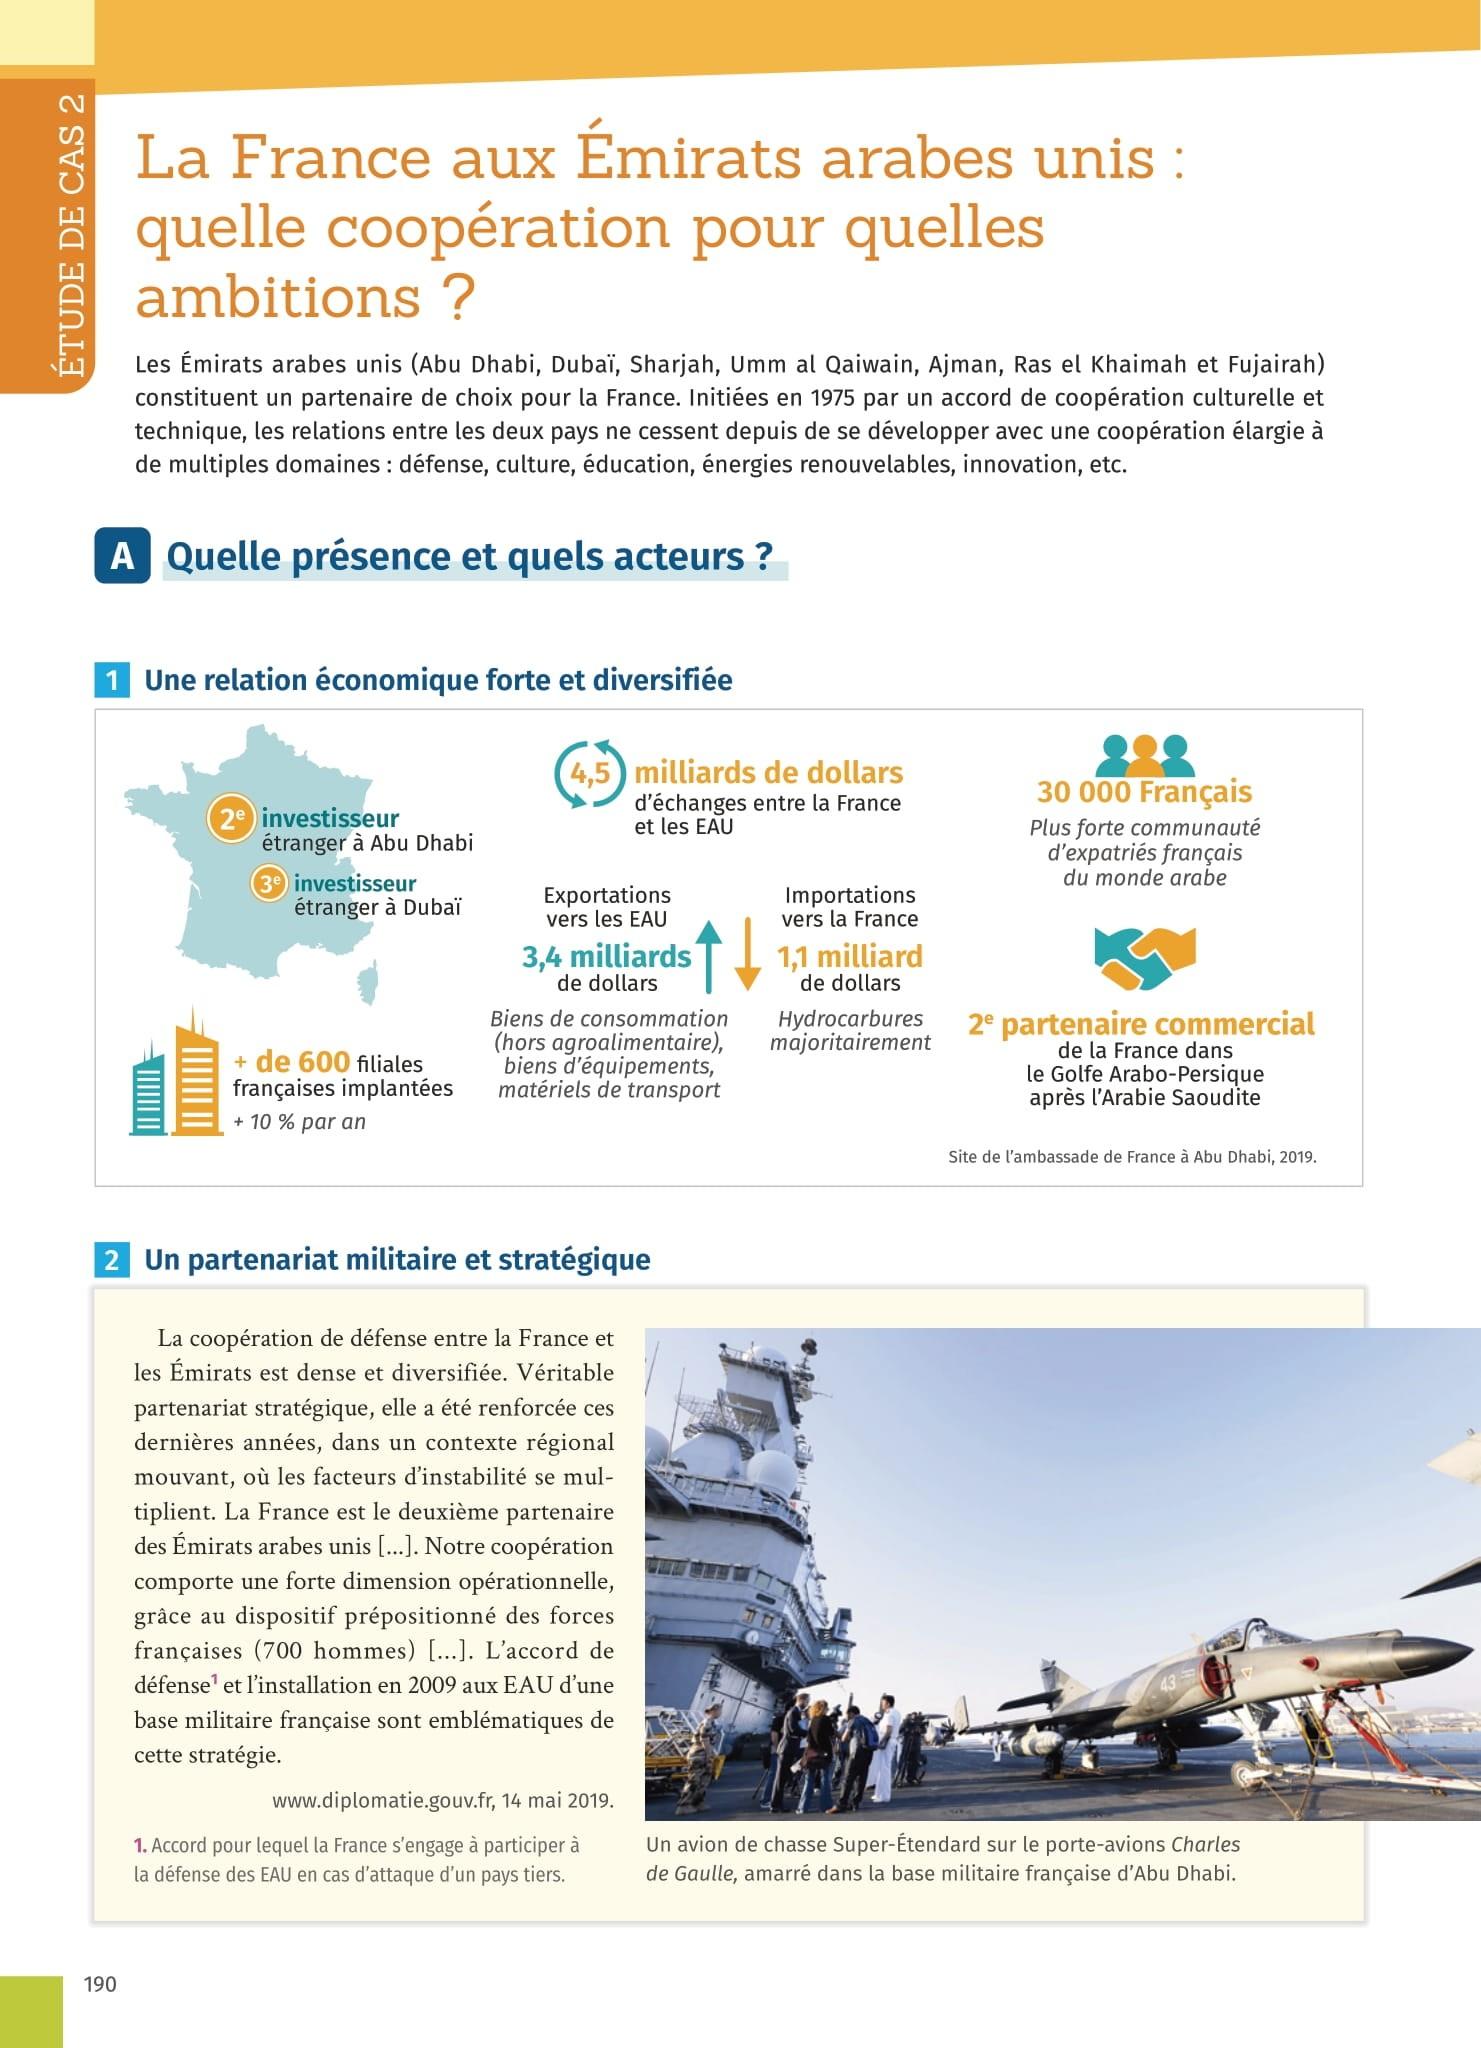 ÉTUDE DE CAS 2
La France aux Émirats arabes unis :
quelle coopération pour quelles
ambitions ?
Les Émirats arabes unis (Abu Dhabi, Dubaï, Sharjah, Umm al Qaiwain, Ajman, Ras el Khaimah et Fujairah)
constituent un partenaire de choix pour la France. Initiées en 1975 par un accord de coopération culturelle et
technique, les relations entre les deux pays ne cessent depuis de se développer avec une coopération élargie à
de multiples domaines : défense, culture, éducation, énergies renouvelables, innovation, etc.
A Quelle présence et quels acteurs ?
1 Une relation économique forte et diversifiée
2e investisseur
étranger à Abu Dhabi
3e investisseur
étranger à Dubaï
+ de 600 filiales
françaises implantées
+ 10 % par an
4,5 milliards de dollars
d'échanges entre la France
et les EAU
Exportations
vers les EAU
3,4 milliards
de dollars
Biens de consommation
(hors agroalimentaire),
biens d'équipements,
matériels de transport
Importations
vers la France
1,1 milliard
de dollars
Hydrocarbures
majoritairement
30 000 Français
Plus forte communauté
d'expatriés français
du monde arabe
2e partenaire commercial
de la France dans
le Golfe Arabo-Persique
après l'Arabie Saoudite
Site de l'ambassade de France à Abu Dhabi, 2019.
2 Un partenariat militaire et stratégique
La coopération de défense entre la France et
les Émirats est dense et diversifiée. Véritable
partenariat stratégique, elle a été renforcée ces
dernières années, dans un contexte régional
mouvant, où les facteurs d'instabilité se mul-
tiplient. La France est le deuxième partenaire
des Émirats arabes unis [...]. Notre coopération
comporte une forte dimension opérationnelle,
grâce au dispositif prépositionné des forces
françaises (700 hommes) [...]. L'accord de
défense1 et l'installation en 2009 aux EAU d'une
base militaire française sont emblématiques de
cette stratégie.
www.diplomatie.gouv.fr, 14 mai 2019.
1. Accord pour lequel la France s'engage à participer à
la défense des EAU en cas d'attaque d'un pays tiers.
43
Un avion de chasse Super-Étendard sur le porte-avions Charles
de Gaulle, amarré dans la base militaire française d'Abu Dhabi.
190